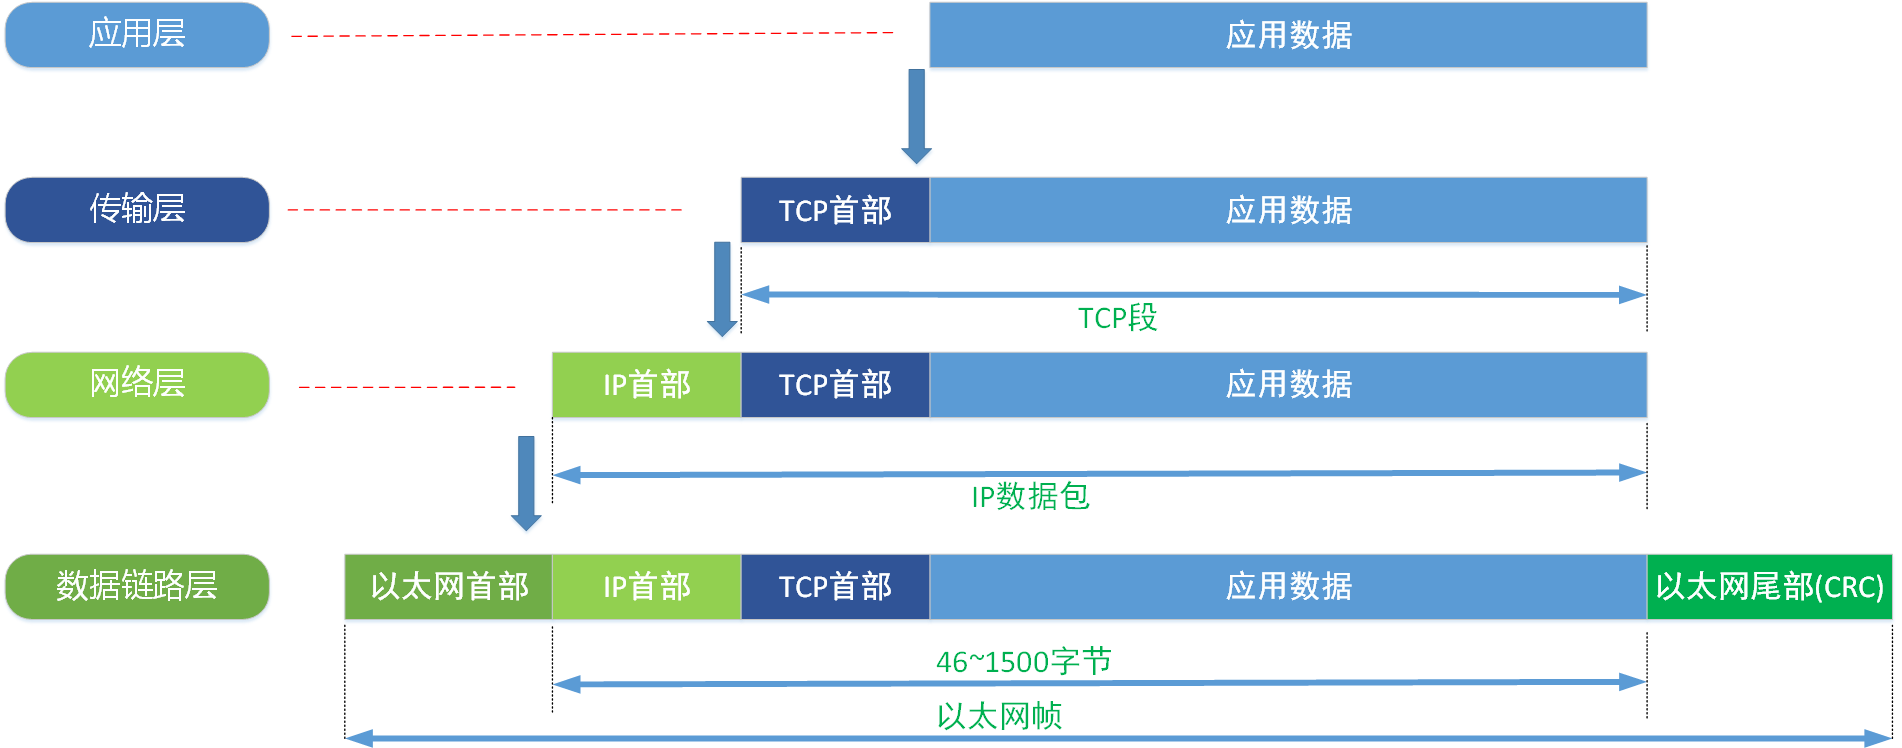 应用层
应用数据
传输层
TCP首部
应用数据
TCP段
网络层
IP首部
TCP首部
应用数据
IP数据包
数据链路层
以太网首部
IP首部
TCP首部
应用数据
以太网尾部(CRC)
46~1500字节
以太网帧